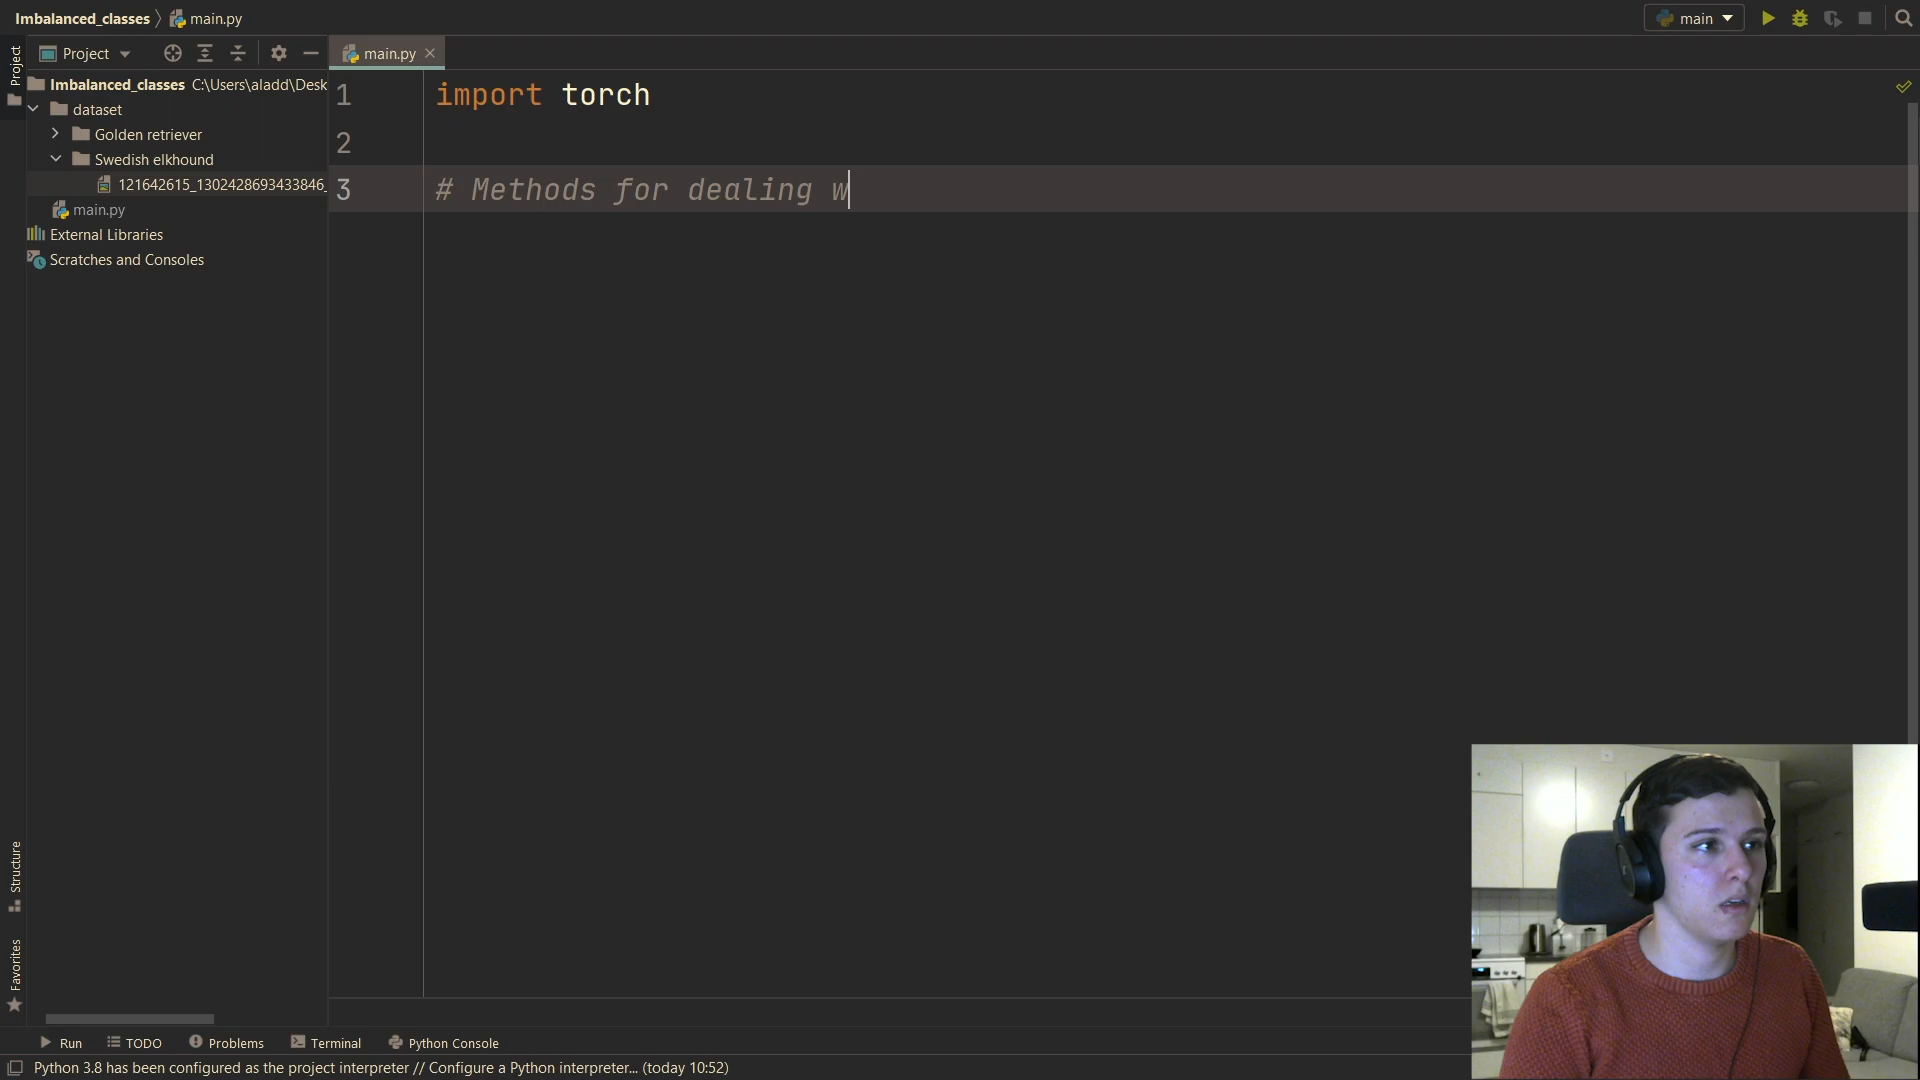 Imbalanced_classes main.py
main
Project
Project
main.py
Imbalanced_classes C:\Users\aladd\Desk
dataset
Golden retriever
Swedish elkhound
121642615_1302428693433846_
main.py
External Libraries
Scratches and Consoles
1 import torch
2
3 # Methods for dealing w
Structure
Favorites
Run TODO Problems Terminal Python Console
Python 3.8 has been configured as the project interpreter // Configure a Python interpreter... (today 10:52)